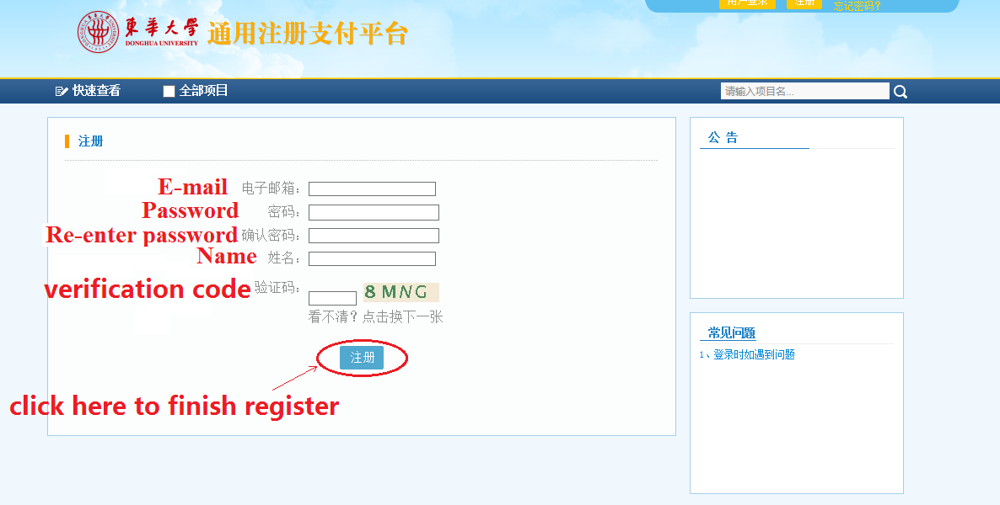 用户登录 注册 忘记密码?
東華大學 通用注册支付平台
DONGHUA UNIVERSITY
快速查看 全部项目 请输入项目名...
注册
E-mail 电子邮箱：
Password 密码：
Re-enter password 确认密码：
Name 姓名：
verification code 验证码：
8 M N G
看不清？点击换下一张
注册
click here to finish register
公 告
常见问题
1、登录时如遇到问题